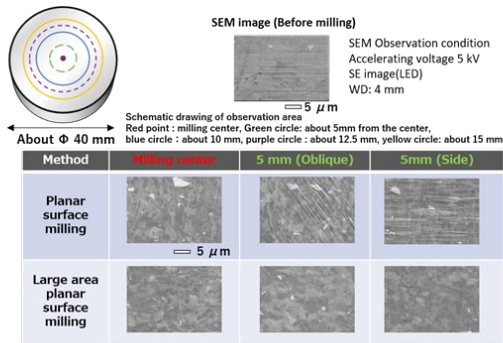 SEM image (Before milling)
SEM Observation condition
Accelerating voltage 5 kV
SE image(LED)
WD: 4 mm
5 μm
Schematic drawing of observation area
Red point : milling center, Green circle: about 5mm from the center,
blue circle : about 10 mm, purple circle : about 12.5 mm, yellow circle: about 15 mm
About Φ 40 mm
Method Milling center 5 mm (Oblique) 5mm (Side)
Planar
surface
milling
5 μm
Large area
planar
surface
milling